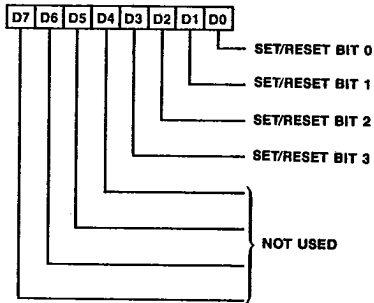 D7 D6 D5 D4 D3 D2 D1 D0
SET/RESET BIT 0
SET/RESET BIT 1
SET/RESET BIT 2
SET/RESET BIT 3
NOT USED